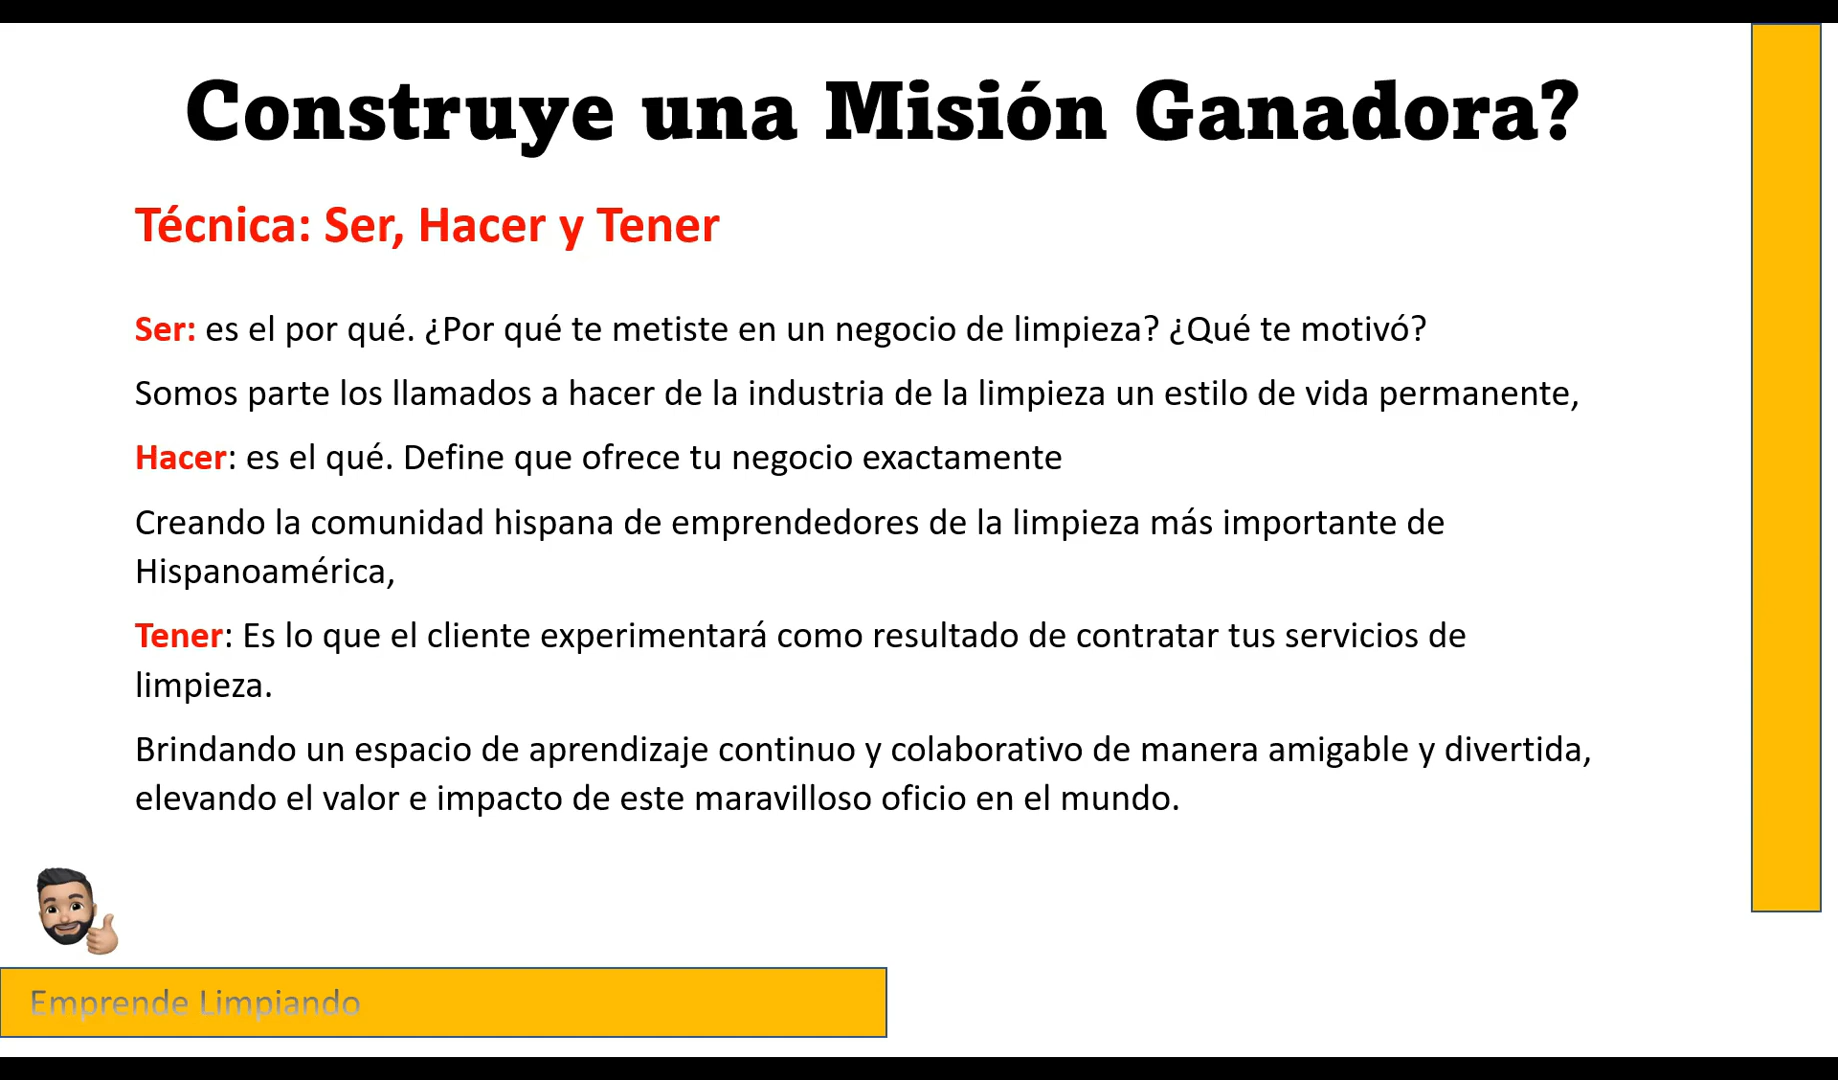 Construye una Misión Ganadora?
Técnica: Ser, Hacer y Tener
Ser: es el por qué. ¿Por qué te metiste en un negocio de limpieza? ¿Qué te motivó?
Somos parte los llamados a hacer de la industria de la limpieza un estilo de vida permanente,
Hacer: es el qué. Define que ofrece tu negocio exactamente
Creando la comunidad hispana de emprendedores de la limpieza más importante de
Hispanoamérica,
Tener: Es lo que el cliente experimentará como resultado de contratar tus servicios de
limpieza.
Brindando un espacio de aprendizaje continuo y colaborativo de manera amigable y divertida,
elevando el valor e impacto de este maravilloso oficio en el mundo.
Emprende Limpiando